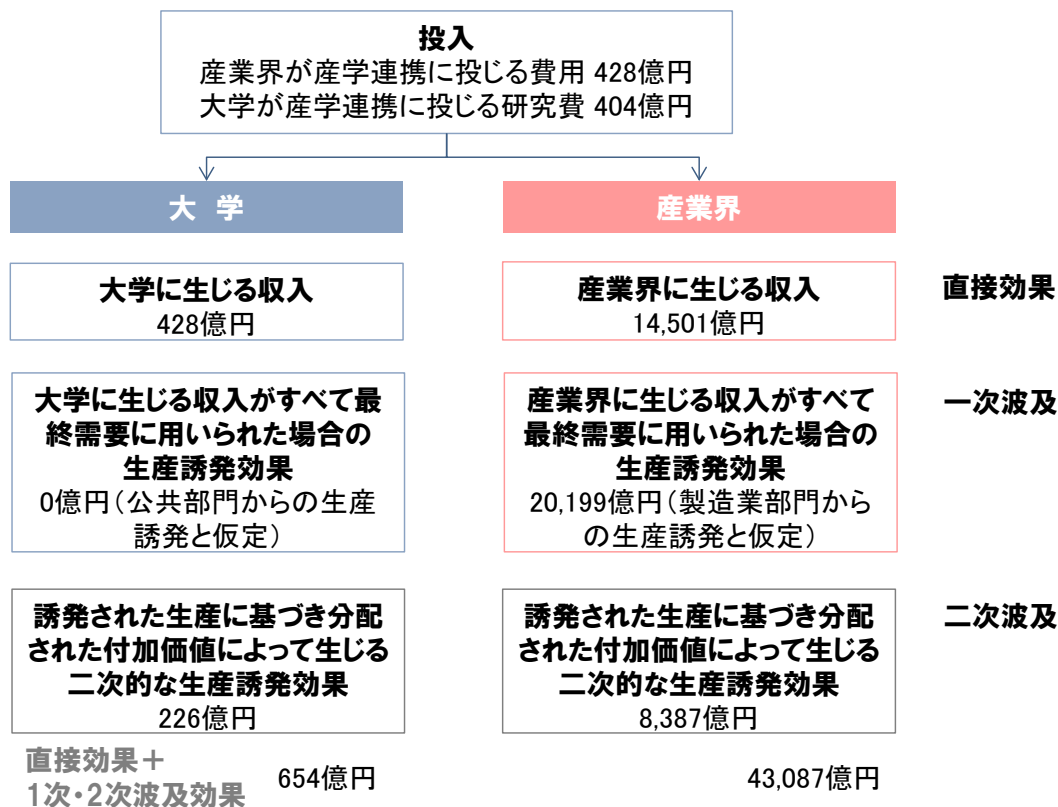 投入
産業界が産学連携に投じる費用 428億円
大学が産学連携に投じる研究費 404億円
大 学
産業界
大学に生じる収入
428億円
産業界に生じる収入
14,501億円
直接効果
大学に生じる収入がすべて最
終需要に用いられた場合の
生産誘発効果
0億円(公共部門からの生産
誘発と仮定)
産業界に生じる収入がすべて
最終需要に用いられた場合の
生産誘発効果
20,199億円(製造業部門から
の生産誘発と仮定)
一次波及
誘発された生産に基づき分配
された付加価値によって生じる
二次的な生産誘発効果
226億円
誘発された生産に基づき分配
された付加価値によって生じる
二次的な生産誘発効果
8,387億円
二次波及
直接効果+
1次・2次波及効果
654億円
43,087億円